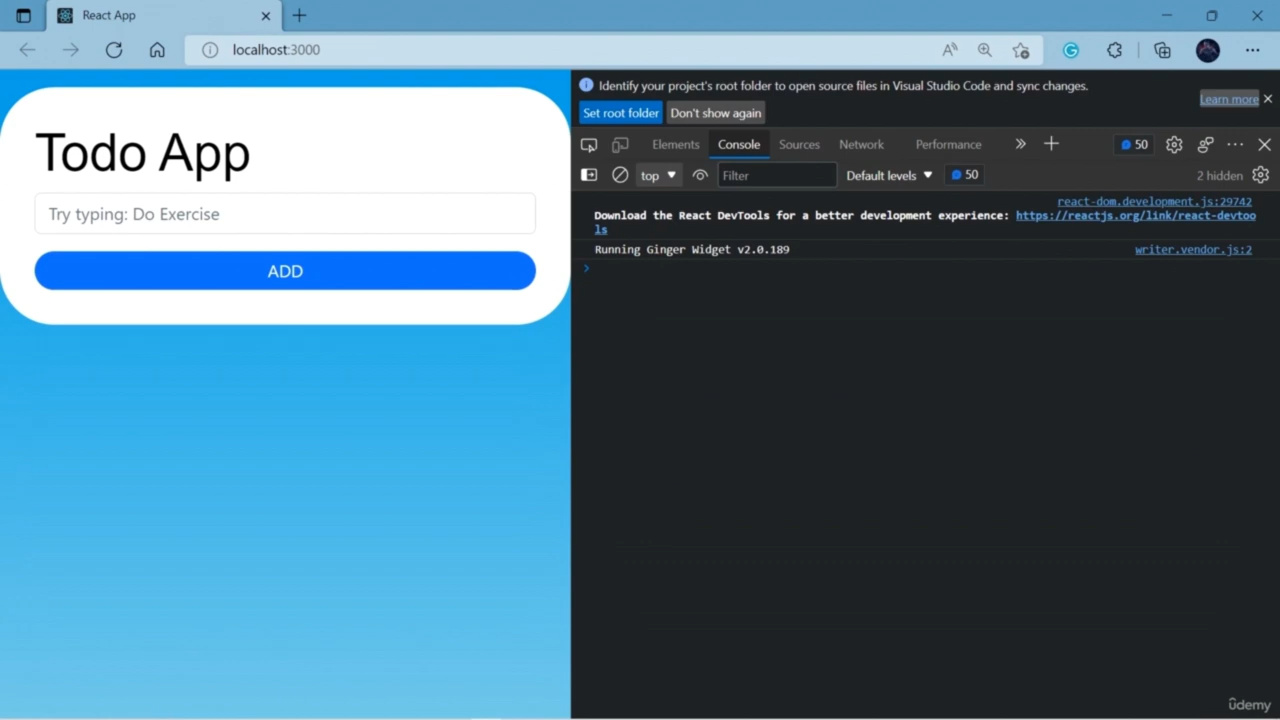 React App
localhost:3000
Todo App
Try typing: Do Exercise
ADD
Identify your project's root folder to open source files in Visual Studio Code and sync changes.
Learn more
Set root folder
Don't show again
Elements
Console
Sources
Network
Performance
50
top
Filter
Default levels
50
2 hidden
react-dom.development.js:29742
Download the React DevTools for a better development experience: https://reactjs.org/link/react-devtoo
ls
Running Ginger Widget v2.0.189
writer.vendor.js:2
ûdemy